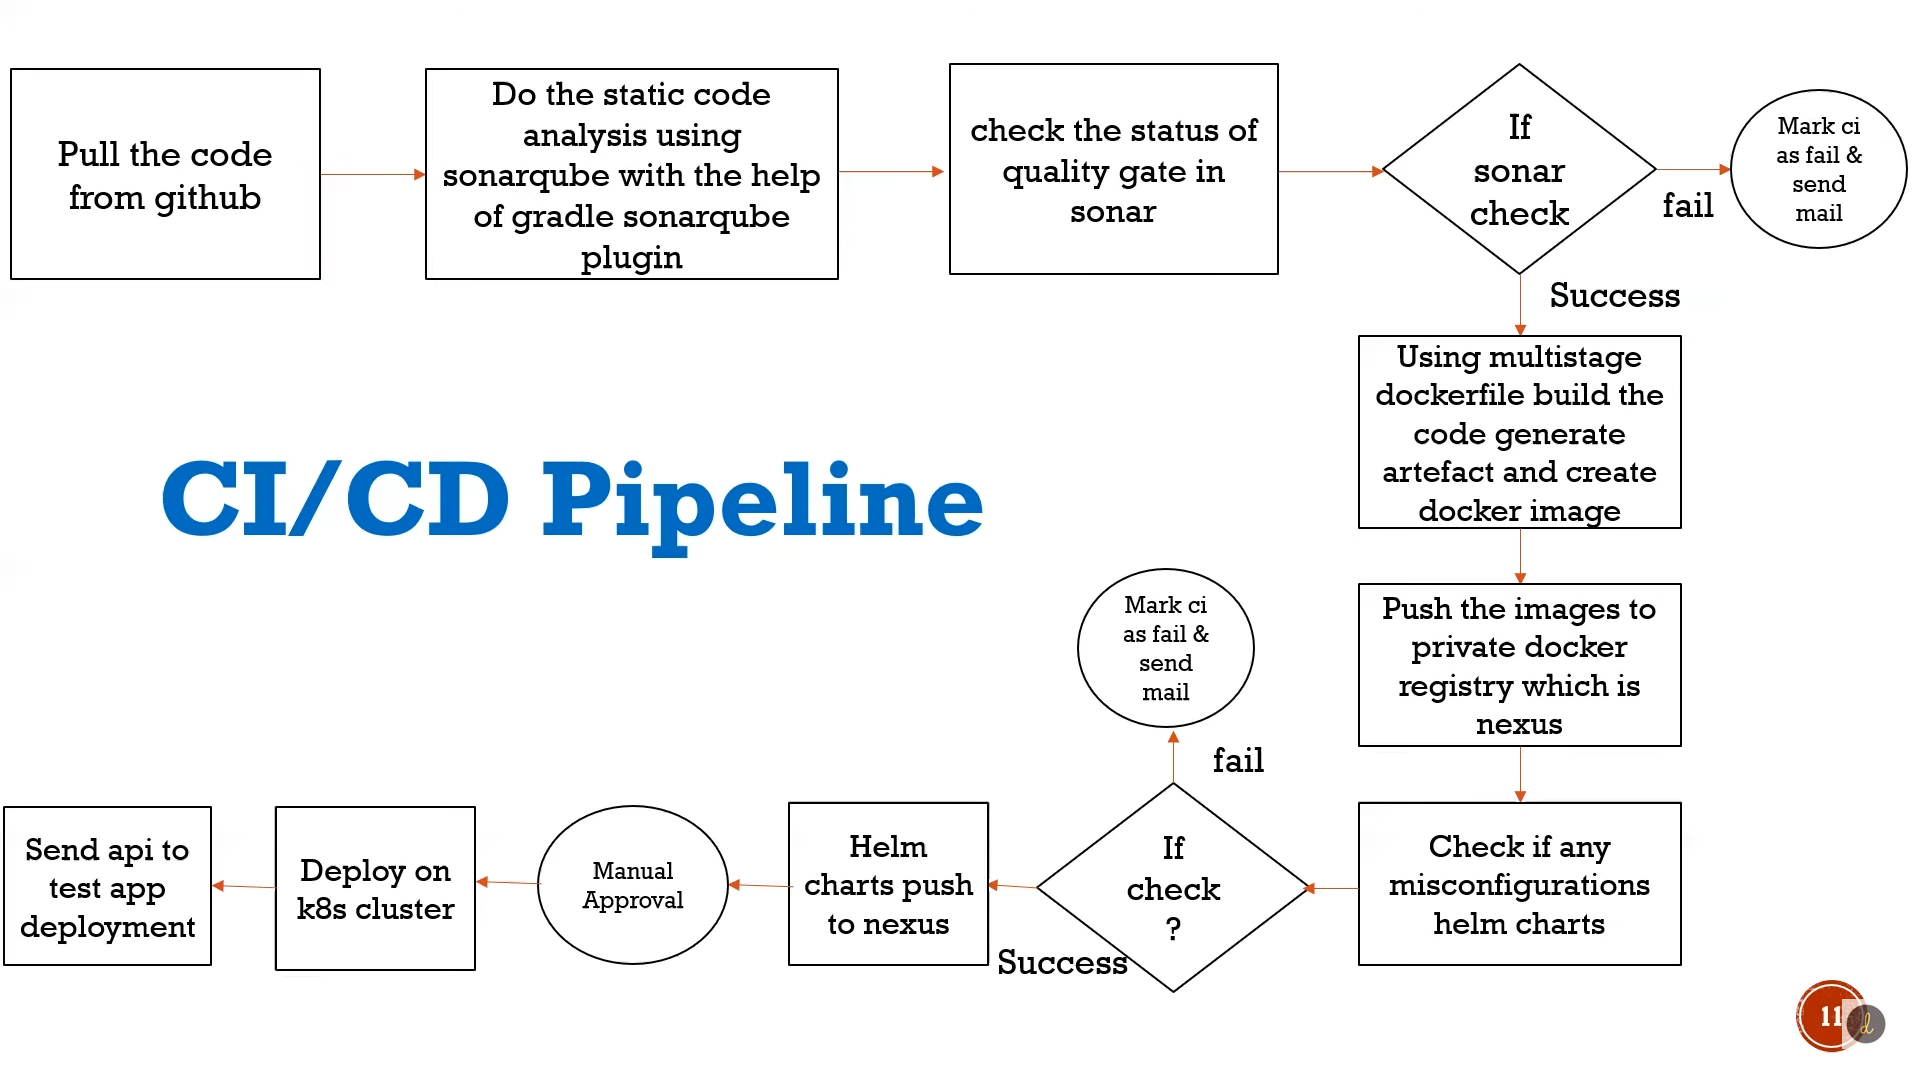 Pull the code
from github
Do the static code
analysis using
sonarqube with the help
of gradle sonarqube
plugin
check the status of
quality gate in
sonar
If
sonar
check
fail
Mark ci
as fail &
send
mail
Success
Using multistage
dockerfile build the
code generate
artefact and create
docker image
CI/CD Pipeline
Push the images to
private docker
registry which is
nexus
Mark ci
as fail &
send
mail
fail
Check if any
misconfigurations
helm charts
If
check
?
Success
Helm
charts push
to nexus
Manual
Approval
Deploy on
k8s cluster
Send api to
test app
deployment
11
d